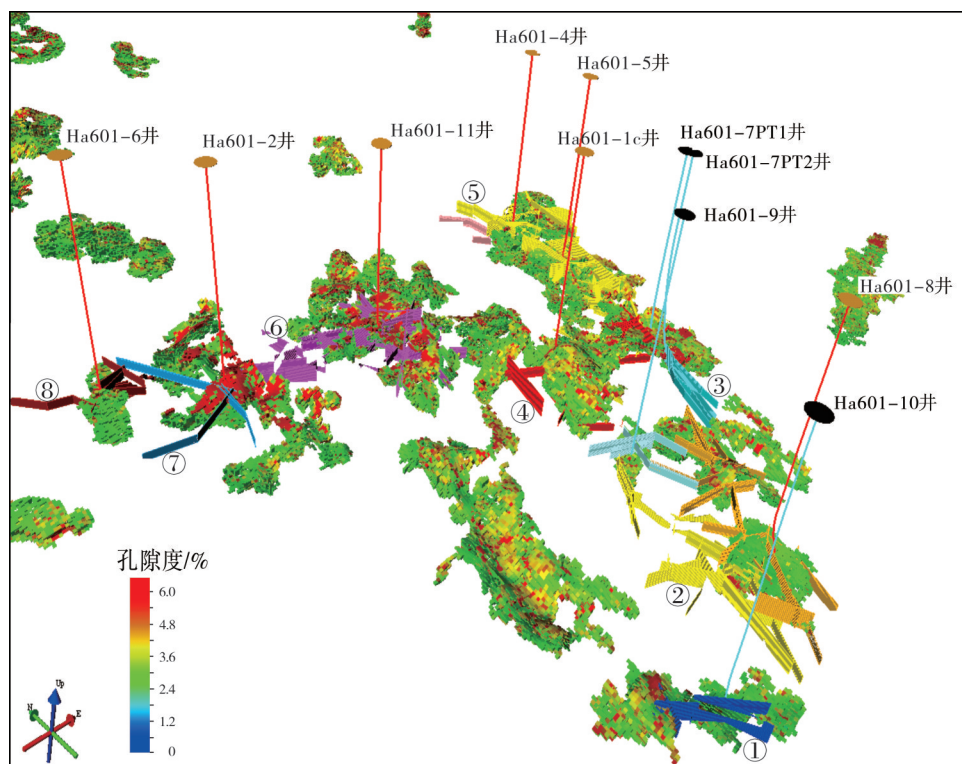 Ha601-4井
Ha601-5井
Ha601-6井
Ha601-2井
Ha601-11井
Ha601-1c井
Ha601-7PT1井
Ha601-7PT2井
Ha601-9井
Ha601-8井
Ha601-10井
⑤
⑥
⑧
④
③
⑦
②
①
孔隙度/%
6.0
4.8
3.6
2.4
1.2
0
Up
N
E